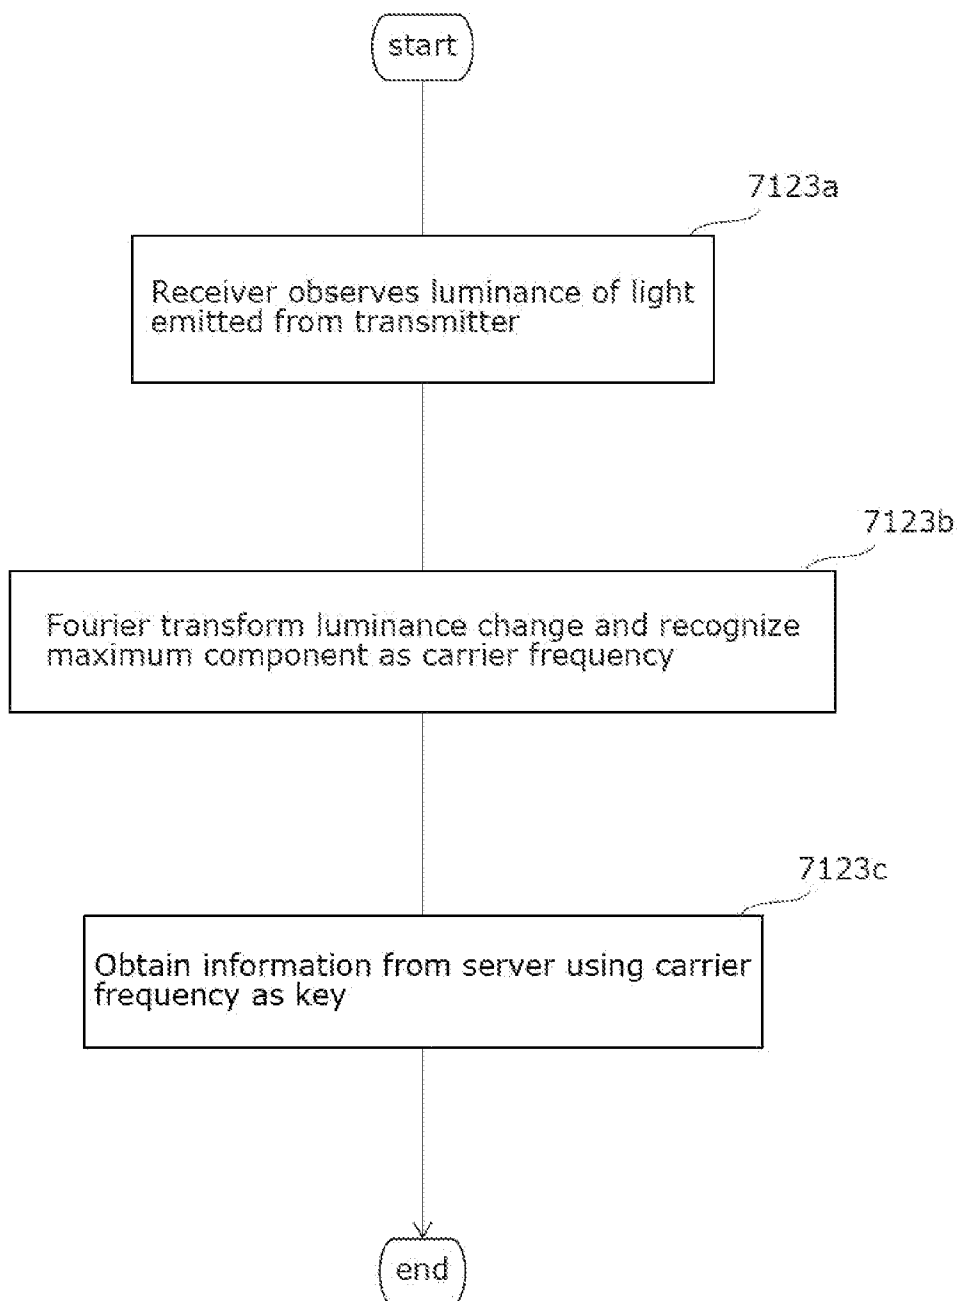 start
7123a
Receiver observes luminance of light
emitted from transmitter
7123b
Fourier transform luminance change and recognize
maximum component as carrier frequency
7123c
Obtain information from server using carrier
frequency as key
end